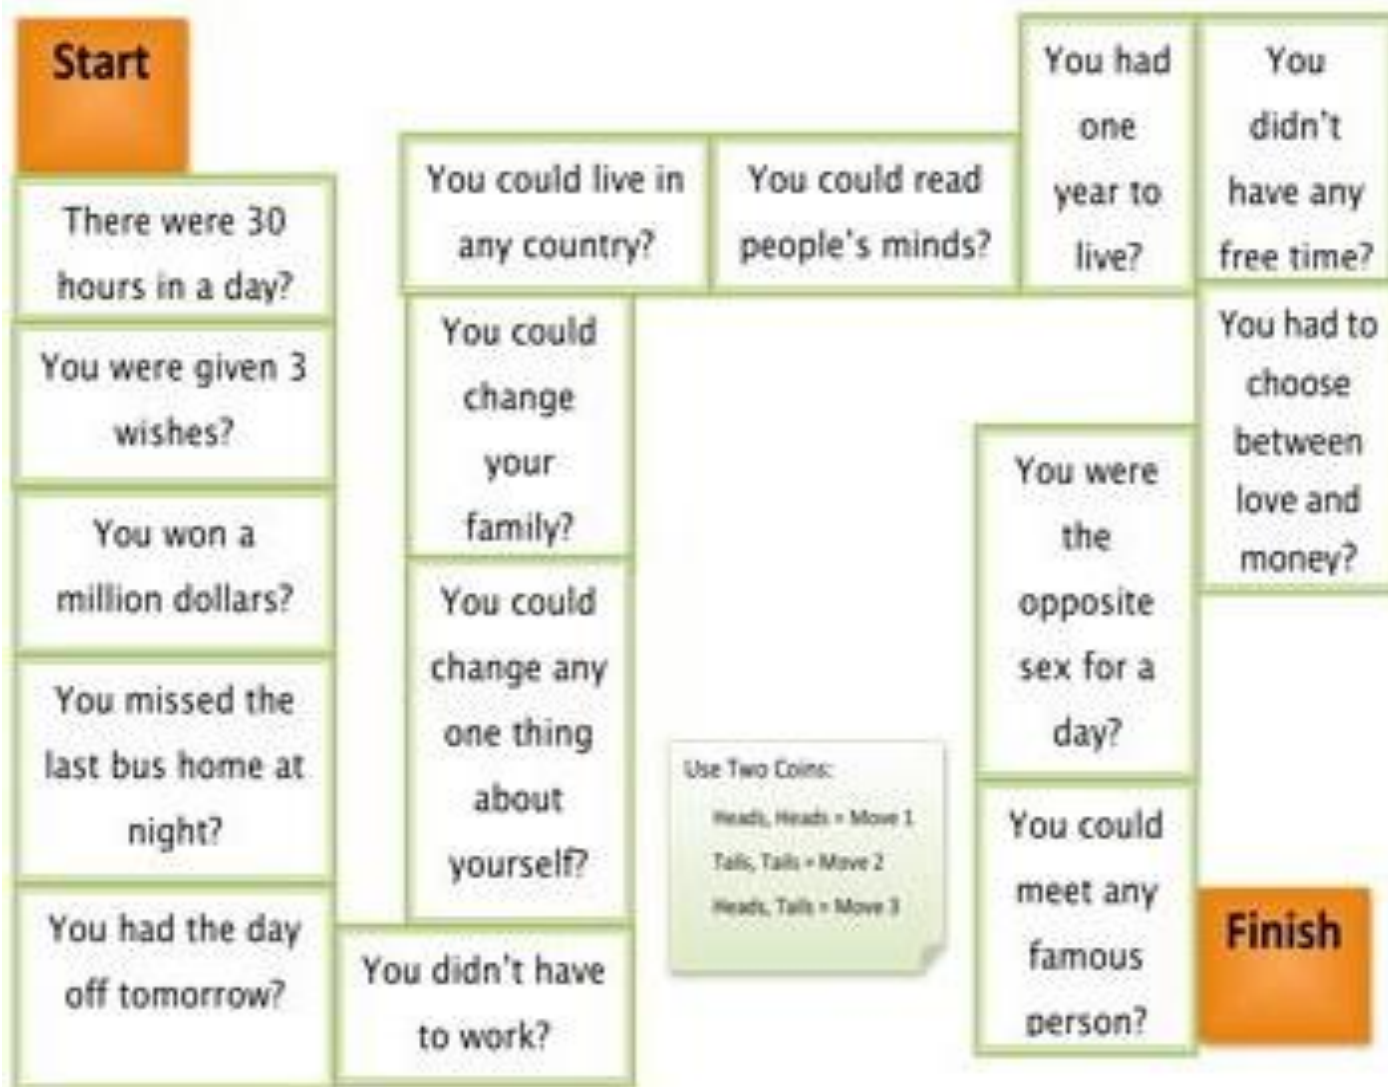 Start
There were 30
hours in a day?
You were given 3
wishes?
You won a
million dollars?
You missed the
last bus home at
night?
You had the day
off tomorrow?
You didn't have
to work?
You could
change any
one thing
about
yourself?
You could
change
your
family?
You could live in
any country?
You could read
people's minds?
You had
one
year to
live?
You
didn't
have any
free time?
You had to
choose
between
love and
money?
You were
the
opposite
sex for a
day?
You could
meet any
famous
person?
Finish
Use Two Coins:
Heads, Heads = Move 1
Tails, Tails = Move 2
Heads, Tails = Move 3